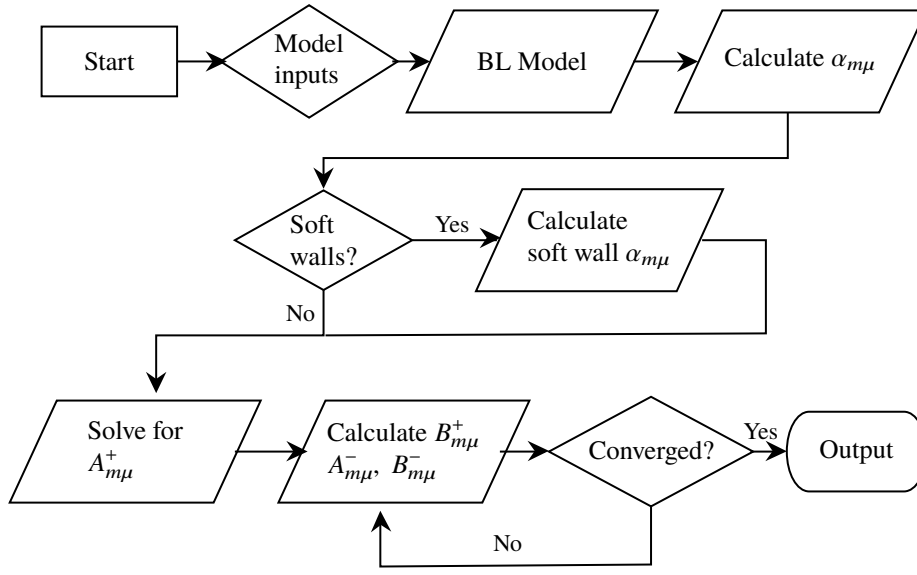 Start
Model
inputs
BL Model
Calculate αₘμ
Soft
walls?
Yes
Calculate
soft wall αₘμ
No
Solve for
A⁺ₘμ
Calculate B⁺ₘμ
A⁻ₘμ, B⁻ₘμ
Converged?
Yes
Output
No